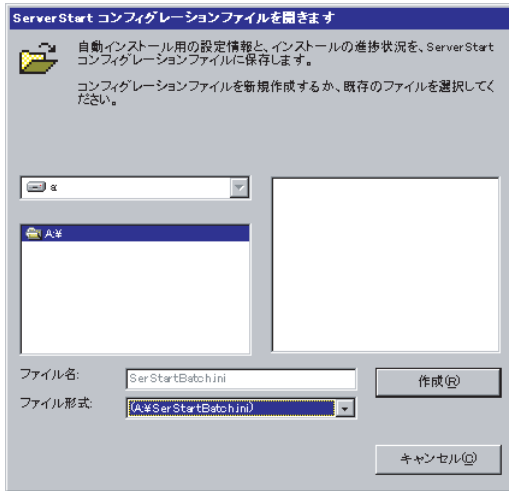 ServerStart コンフィグレーションファイルを開きます
自動インストール用の設定情報と、インストールの進捗状況を、ServerStart
コンフィグレーションファイルに保存します。
コンフィグレーションファイルを新規作成するか、既存のファイルを選択してく
ださい。
a:
A:¥
ファイル名:
SerStartBatch.ini
作成(R)
ファイル形式:
(A:¥SerStartBatch.ini)
キャンセル(C)